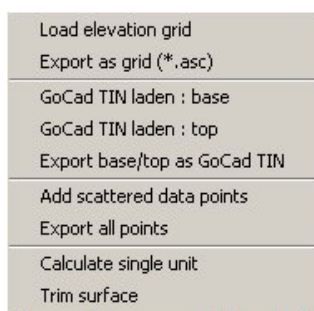 Load elevation grid
Export as grid (*.asc)
GoCad TIN laden : base
GoCad TIN laden : top
Export base/top as GoCad TIN
Add scattered data points
Export all points
Calculate single unit
Trim surface